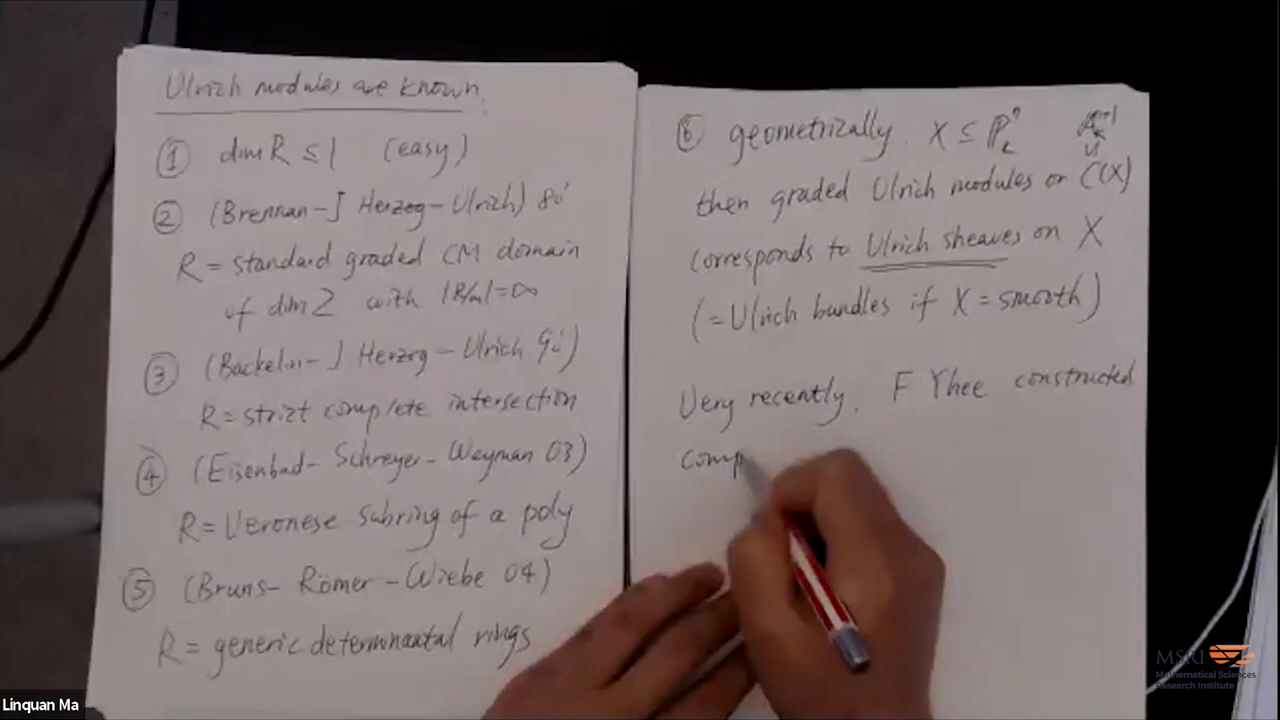 Ulrich modules are known.
① dim R ≤ 1 (easy)
② (Brennan-J Herzog-Ulrich) 80'
R = standard graded CM domain
of dim 2 with |R/m|=∞
③ (Backelin-J Herzog-Ulrich 90')
R = strict complete intersection
④ (Eisenbud-Schreyer-Weyman 03)
R = Veronese subring of a poly
⑤ (Bruns-Römer-Wiebe 04)
R = generic determinantal rings
⑥ geometrically. X ⊆ ℙⁿ
then graded Ulrich modules on C(X)
corresponds to Ulrich sheaves on X
(= Ulrich bundles if X = smooth)
Very recently. F Yhee constructed
comp
MSRI
Mathematical Sciences
Research Institute
Linquan Ma